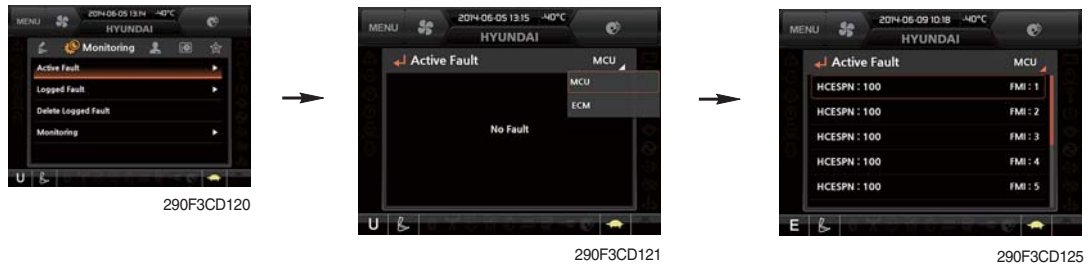 MENU 2014-06-05 13:14 -40°C
HYUNDAI
Monitoring
Active Fault
Logged Fault
Delete Logged Fault
Monitoring
U
290F3CD120
MENU 2014-06-05 13:15 -40°C
HYUNDAI
Active Fault MCU
MCU
ECM
No Fault
U
290F3CD121
MENU 2014-06-09 10:18 -40°C
HYUNDAI
Active Fault MCU
HCESPN : 100 FMI : 1
HCESPN : 100 FMI : 2
HCESPN : 100 FMI : 3
HCESPN : 100 FMI : 4
HCESPN : 100 FMI : 5
E
290F3CD125